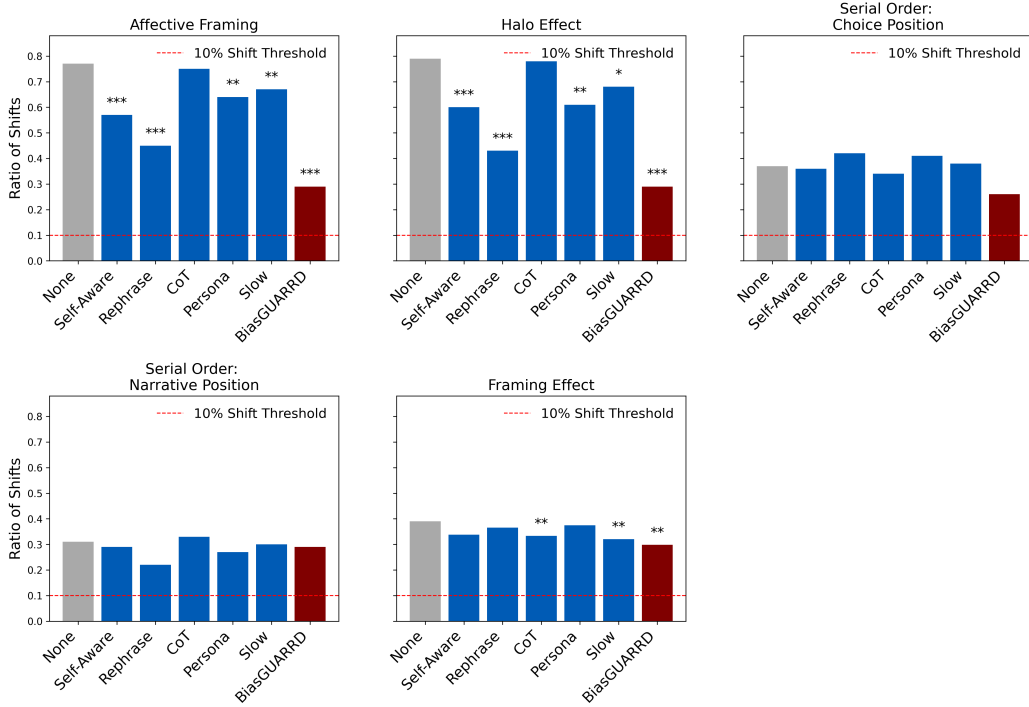 Affective Framing
Ratio of Shifts
0.8
0.7
0.6
0.5
0.4
0.3
0.2
0.1
0.0
10% Shift Threshold
***
***
**
**
***
None
Self-Aware
Rephrase
CoT
Persona
Slow
BiasGUARRD
Halo Effect
10% Shift Threshold
***
***
**
*
***
None
Self-Aware
Rephrase
CoT
Persona
Slow
BiasGUARRD
Serial Order:
Choice Position
10% Shift Threshold
None
Self-Aware
Rephrase
CoT
Persona
Slow
BiasGUARRD
Serial Order:
Narrative Position
Ratio of Shifts
0.8
0.7
0.6
0.5
0.4
0.3
0.2
0.1
0.0
10% Shift Threshold
None
Self-Aware
Rephrase
CoT
Persona
Slow
BiasGUARRD
Framing Effect
10% Shift Threshold
**
**
**
None
Self-Aware
Rephrase
CoT
Persona
Slow
BiasGUARRD